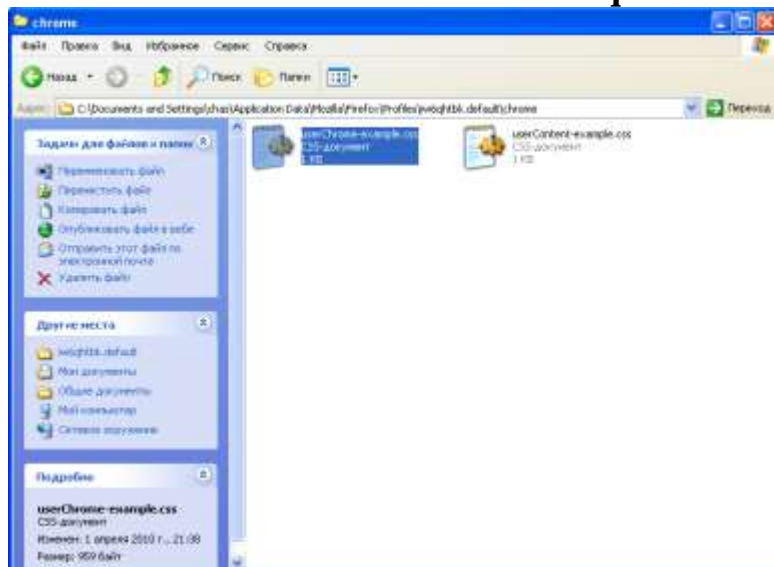 chrome
Файл Правка Вид Избранное Сервис Справка
Назад Поиск Папки
Адрес: C:\Documents and Settings\chas\Application Data\Mozilla\Firefox\Profiles\ Переход
Задачи для файлов и папок
Переименовать файл
Переместить файл
Копировать файл
Опубликовать файл в вебе
Отправить этот файл по
электронной почте
Удалить файл
Другие места
Мои документы
Общие документы
Мой компьютер
Сетевое окружение
Подробно
userChrome-example.css
CSS-документ
Изменен: 1 апреля 2010 г., 21:38
Размер: 959 байт
userChrome-example.css
CSS-документ
1 КБ
userContent-example.css
CSS-документ
1 КБ